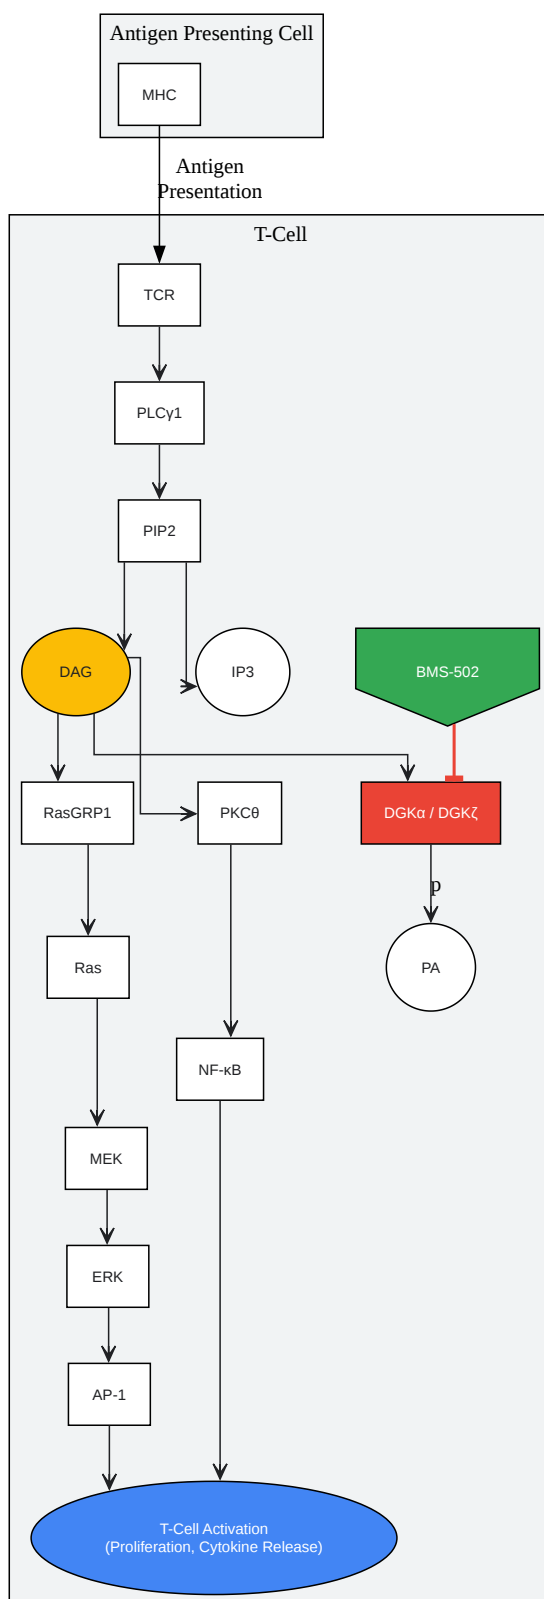 Antigen Presenting Cell
MHC
Antigen
Presentation
T-Cell
TCR
PLCγ1
PIP2
DAG
IP3
BMS-502
RasGRP1
PKCθ
DGKα / DGKζ
p
Ras
PA
NF-κB
MEK
ERK
AP-1
T-Cell Activation
(Proliferation, Cytokine Release)